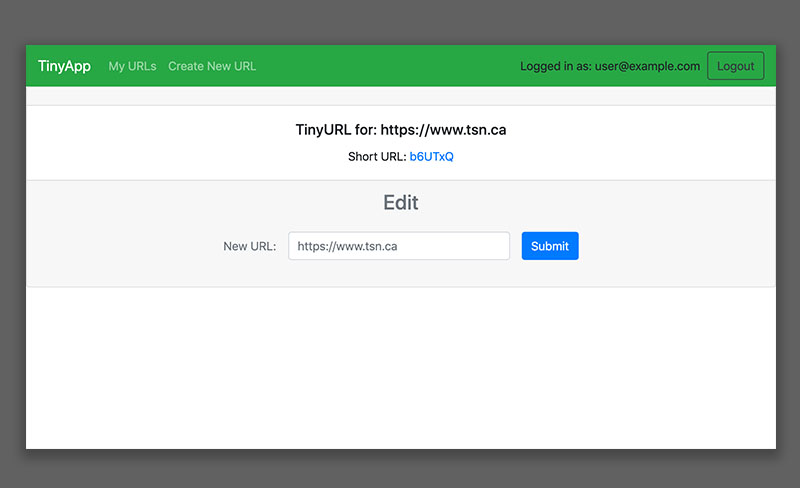 TinyApp My URLs Create New URL Logged in as: user@example.com Logout
TinyURL for: https://www.tsn.ca
Short URL: b6UTxQ
Edit
New URL: https://www.tsn.ca Submit